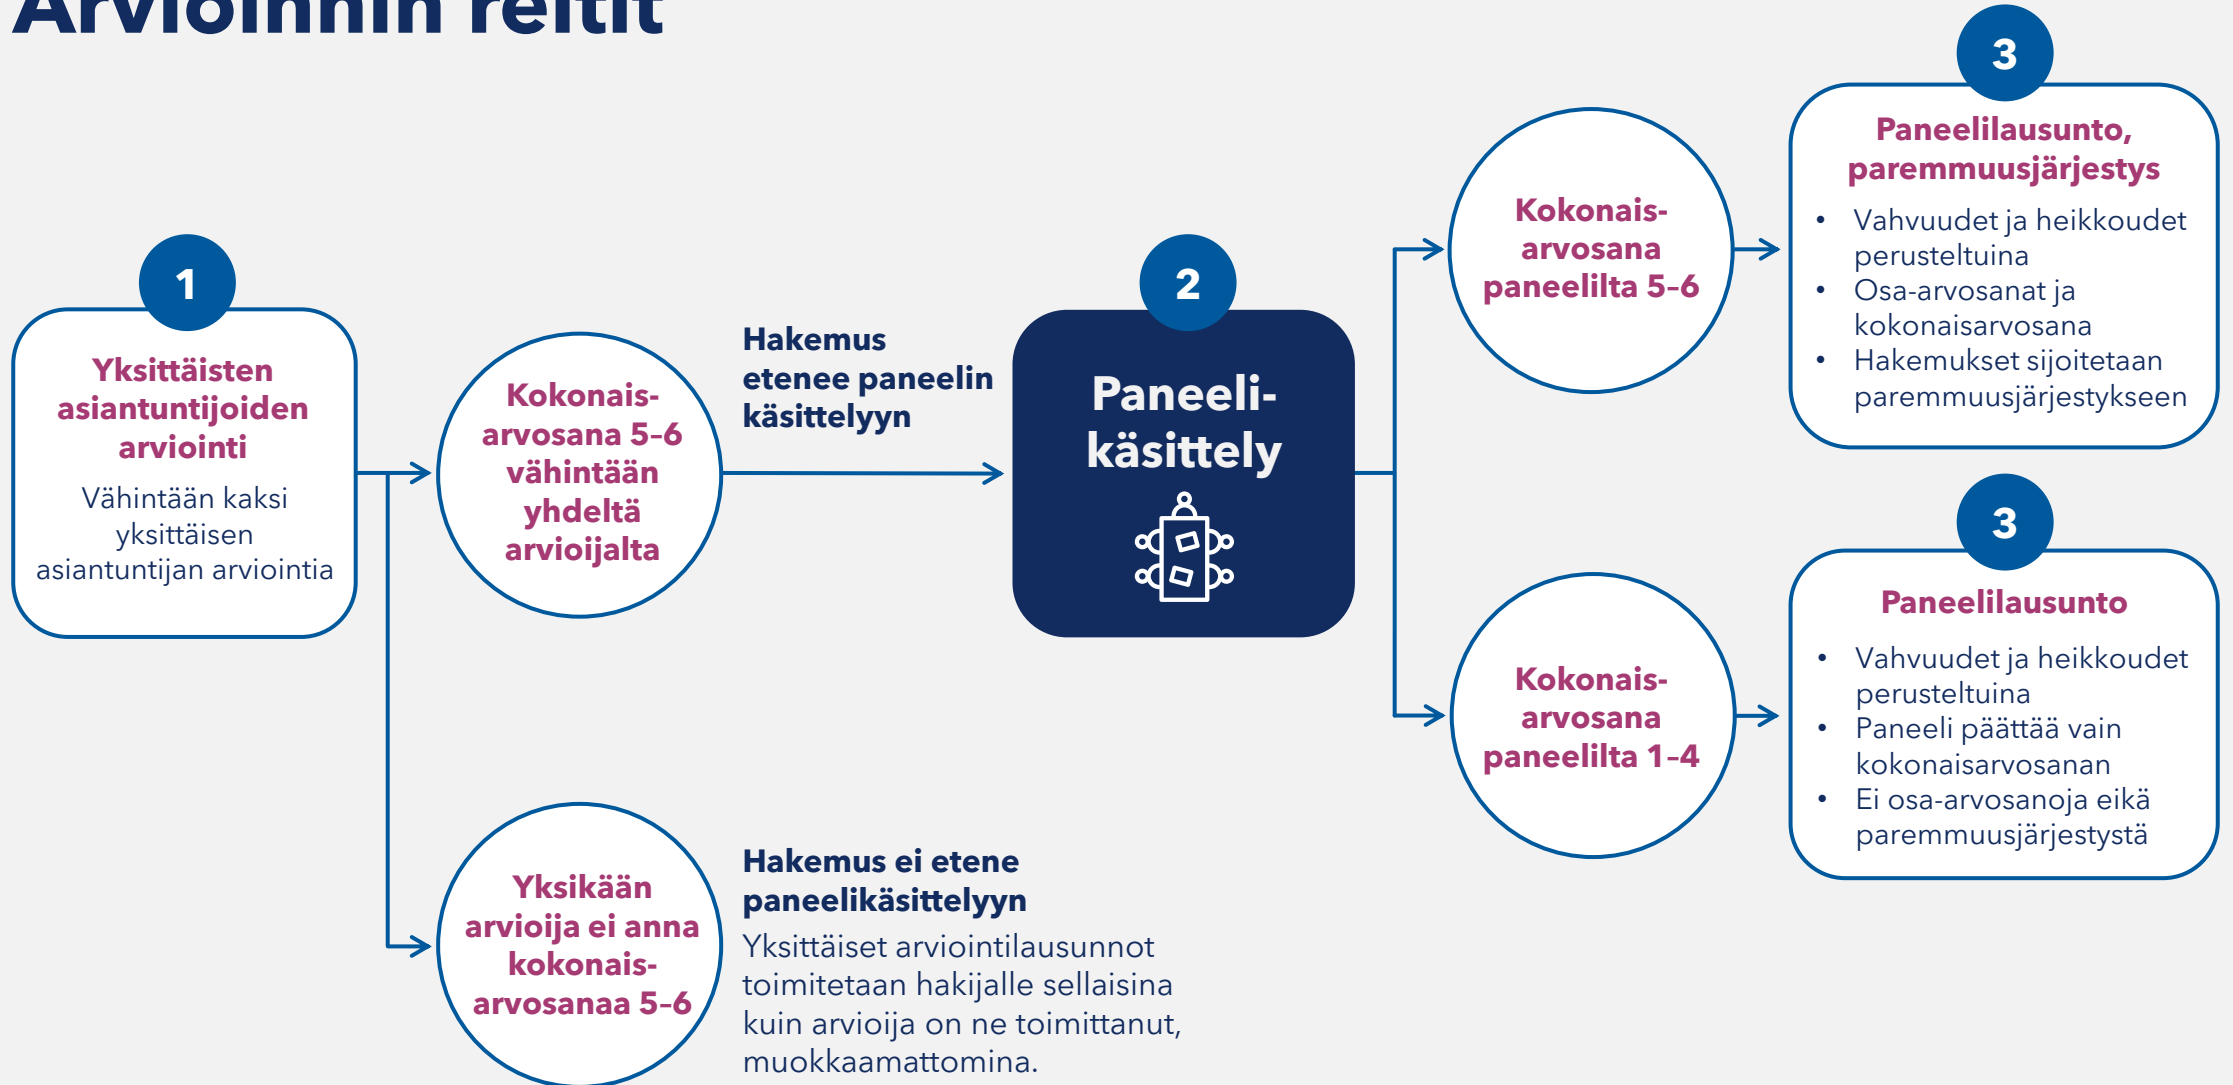 Arvioinnin reitit
1
Yksittäisten
asiantuntijoiden
arviointi
Vähintään kaksi
yksittäisen
asiantuntijan arviointia
Kokonais-
arvosana 5–6
vähintään
yhdeltä
arvioijalta
Hakemus
etenee paneelin
käsittelyyn
Yksikään
arvioija ei anna
kokonais-
arvosanaa 5–6
Hakemus ei etene
paneelikäsittelyyn
Yksittäiset arviointilausunnot
toimitetaan hakijalle sellaisina
kuin arvioija on ne toimittanut,
muokkaamattomina.
2
Paneeli-
käsittely
Kokonais-
arvosana
paneelilta 5–6
3
Paneelilausunto,
paremmuusjärjestys
• Vahvuudet ja heikkoudet
perusteltuina
• Osa-arvosanat ja
kokonaisarvosana
• Hakemukset sijoitetaan
paremmuusjärjestykseen
Kokonais-
arvosana
paneelilta 1–4
3
Paneelilausunto
• Vahvuudet ja heikkoudet
perusteltuina
• Paneeli päättää vain
kokonaisarvosanan
• Ei osa-arvosanoja eikä
paremmuusjärjestystä